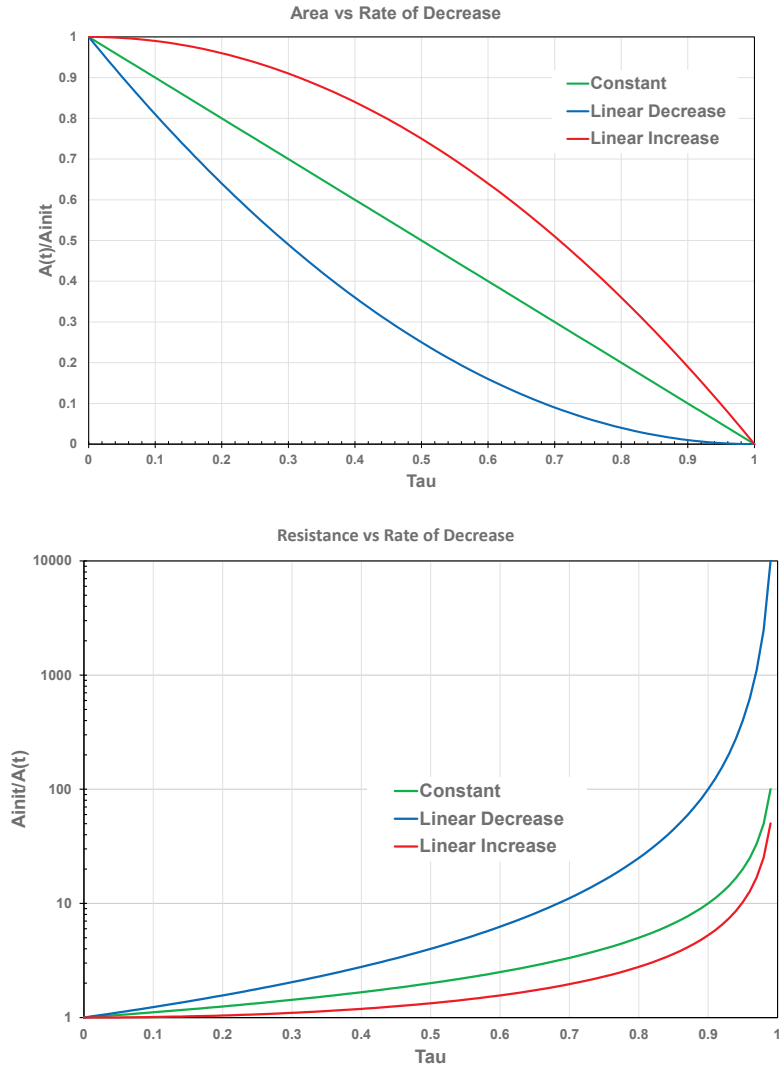 Area vs Rate of Decrease
1
0.9
0.8
0.7
0.6
0.5
0.4
0.3
0.2
0.1
0
A(t)/Ainit
Constant
Linear Decrease
Linear Increase
0 0.1 0.2 0.3 0.4 0.5 0.6 0.7 0.8 0.9 1
Tau
Resistance vs Rate of Decrease
10000
1000
100
10
1
Ainit/A(t)
Constant
Linear Decrease
Linear Increase
0 0.1 0.2 0.3 0.4 0.5 0.6 0.7 0.8 0.9 1
Tau